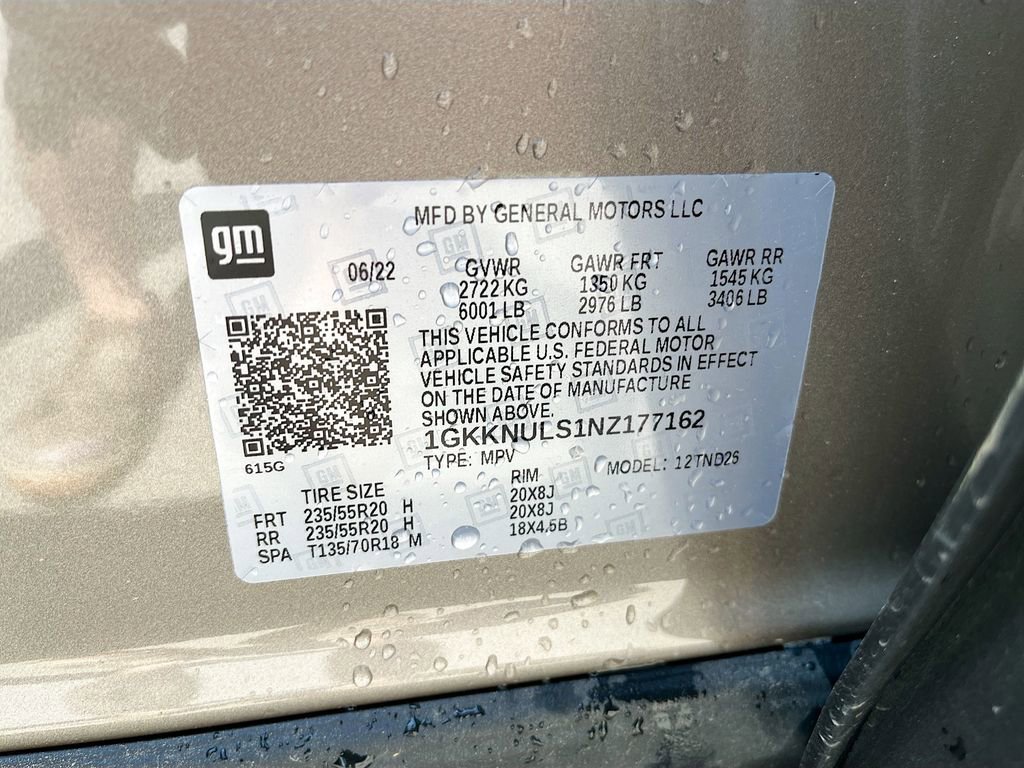 gm
MFD BY GENERAL MOTORS LLC
06/22
GVWR GAWR FRT GAWR RR
2722 KG 1350 KG 1545 KG
6001 LB 2976 LB 3406 LB
THIS VEHICLE CONFORMS TO ALL
APPLICABLE U.S. FEDERAL MOTOR
VEHICLE SAFETY STANDARDS IN EFFECT
ON THE DATE OF MANUFACTURE
SHOWN ABOVE.
1GKKNULS1NZ177162
615G
TYPE: MPV MODEL: 12TND26
TIRE SIZE RIM
FRT 235/55R20 H 20X8J
RR 235/55R20 H 20X8J
SPA T135/70R18 M 18X4.5B